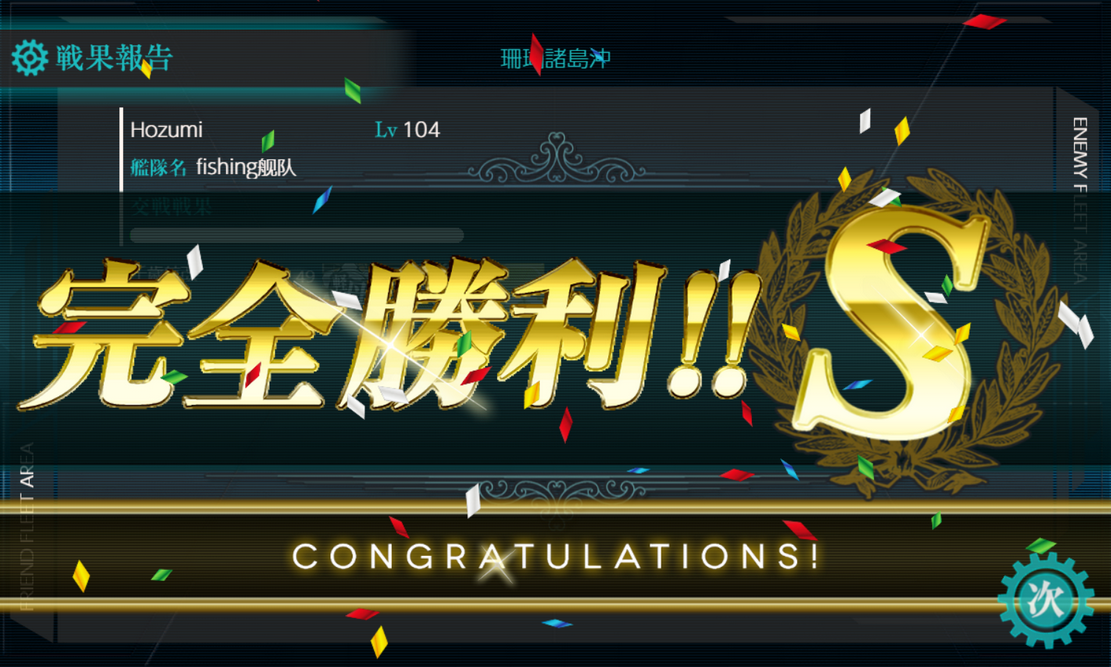 戦果報告
珊瑚諸島沖
Hozumi Lv 104
艦隊名 fishing舰队
交戦戦果
完全勝利!! S
ENEMY FLEET AREA
FRIEND FLEET AREA
CONGRATULATIONS!
次